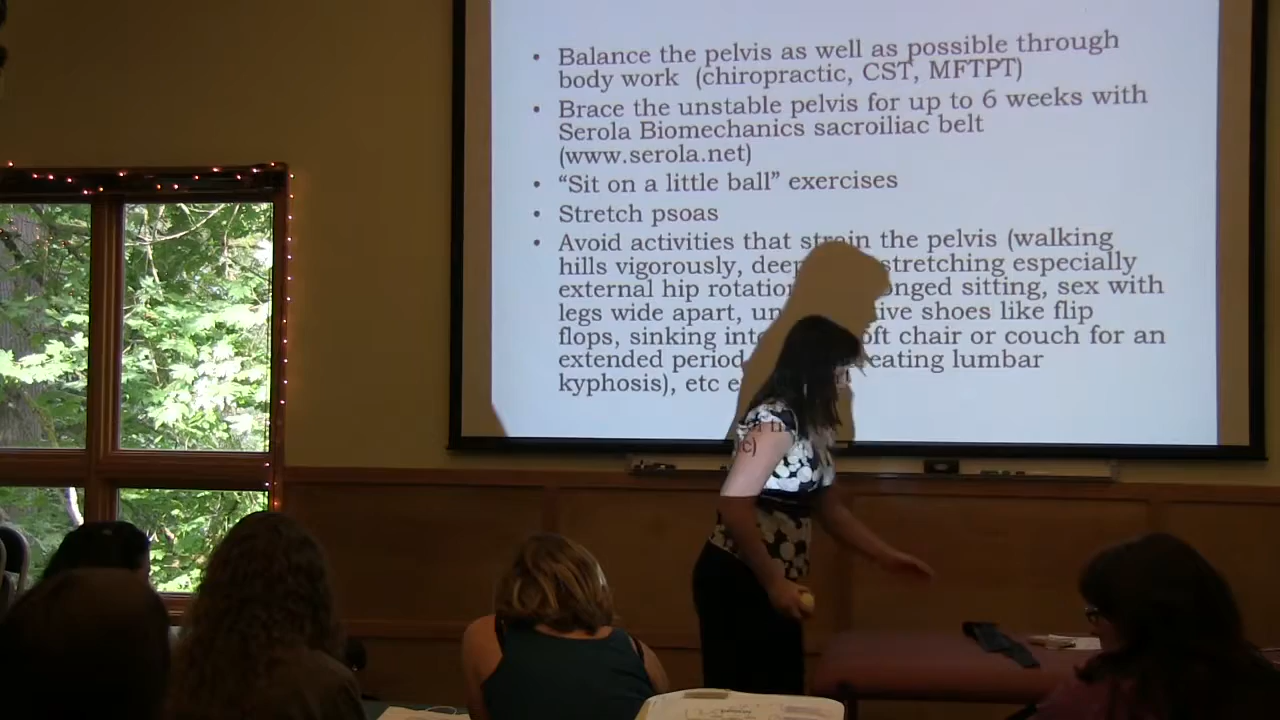 • Balance the pelvis as well as possible through
body work (chiropractic, CST, MFTPT)
• Brace the unstable pelvis for up to 6 weeks with
Serola Biomechanics sacroiliac belt
(www.serola.net)
• “Sit on a little ball” exercises
• Stretch psoas
• Avoid activities that strain the pelvis (walking
hills vigorously, deep stretching especially
external hip rotation onged sitting, sex with
legs wide apart, un ive shoes like flip
flops, sinking into oft chair or couch for an
extended period eating lumbar
kyphosis), etc e